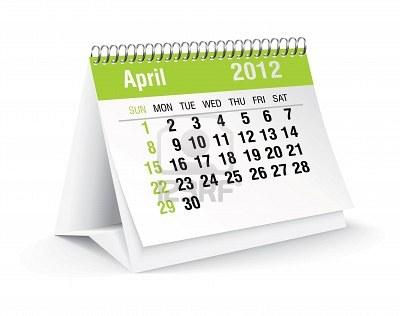 April 2012
SUN MON TUE WED THU FRI SAT
1 2 3 4 5 6 7
8 9 10 11 12 13 14
15 16 17 18 19 20 21
22 23 24 25 26 27 28
29 30